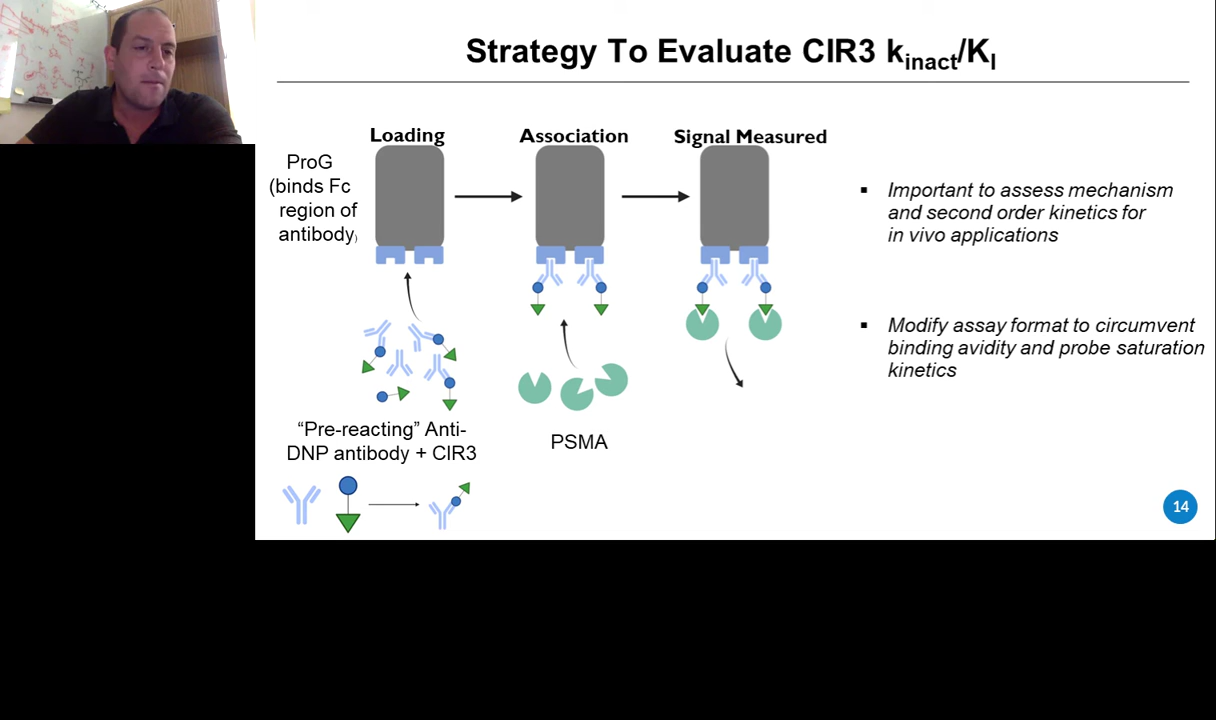 Strategy To Evaluate CIR3 kinact/KI
Loading
Association
Signal Measured
ProG
(binds Fc
region of
antibody)
Important to assess mechanism
and second order kinetics for
in vivo applications
Modify assay format to circumvent
binding avidity and probe saturation
kinetics
“Pre-reacting” Anti-
DNP antibody + CIR3
PSMA
14